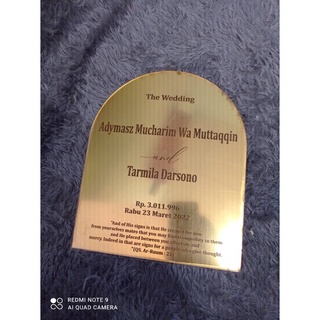 The Wedding
Adymasz Mucharim Wa Muttaqqin
and
Tarmila Darsono
Rp. 3.011.996
Rabu 23 Maret 2022
"And of His signs is that He created for you
from yourselves mates that you may find tranquility in them
and He placed between you affection and
mercy. Indeed in that are signs for a people who give thought.
"(QS. Ar-Ruum : 21)
REDMI NOTE 9
AI QUAD CAMERA